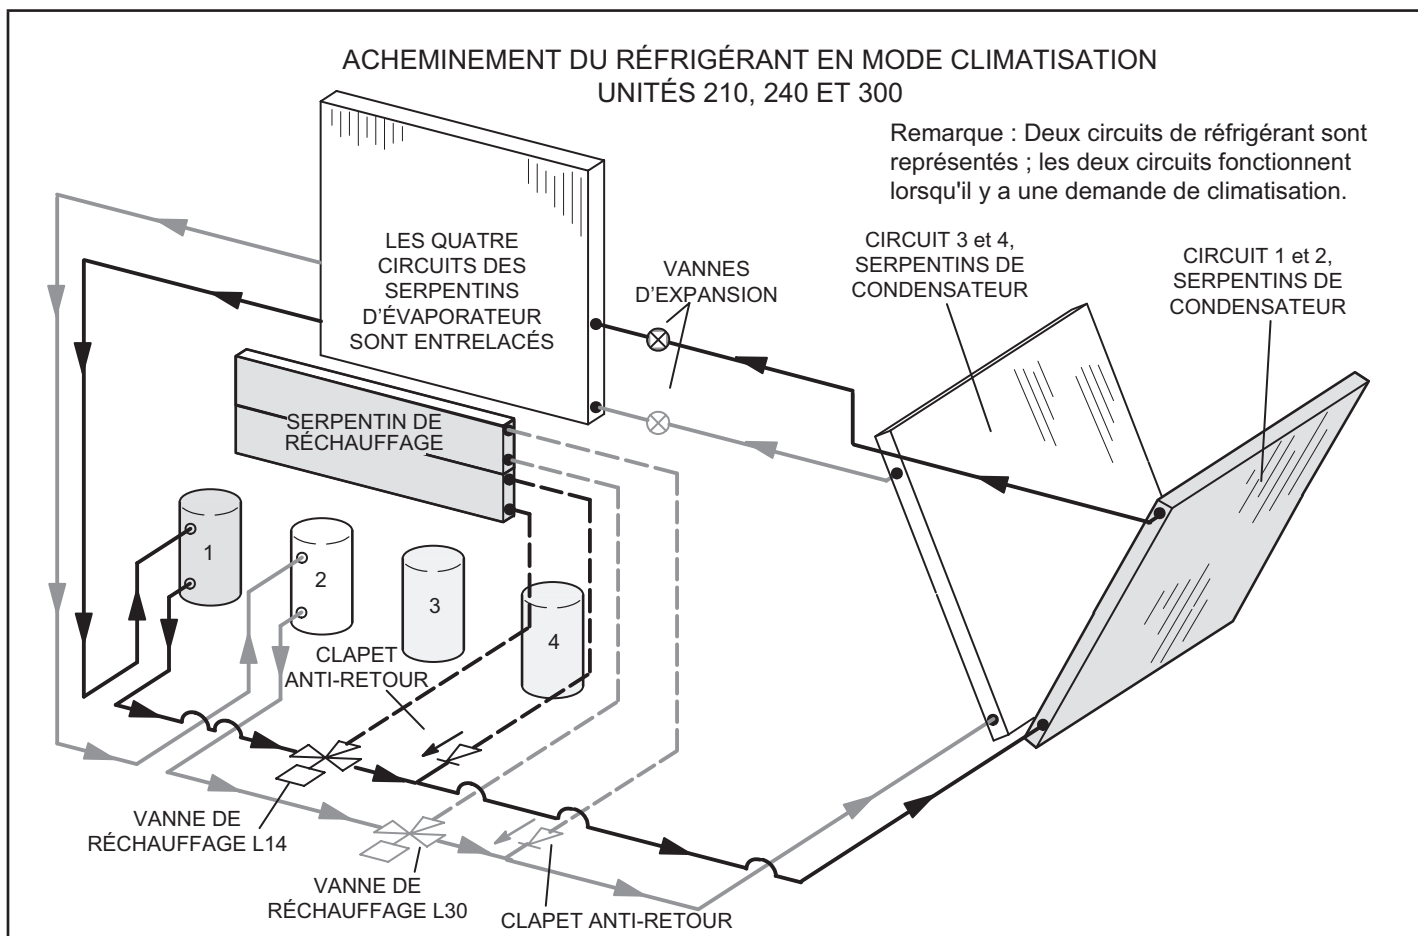 ACHEMINEMENT DU RÉFRIGÉRANT EN MODE CLIMATISATION
UNITÉS 210, 240 ET 300
Remarque : Deux circuits de réfrigérant sont
représentés ; les deux circuits fonctionnent
lorsqu'il y a une demande de climatisation.
LES QUATRE
CIRCUITS DES
SERPENTINS
D’ÉVAPORATEUR
SONT ENTRELACÉS
VANNES
D’EXPANSION
CIRCUIT 3 et 4,
SERPENTINS DE
CONDENSATEUR
CIRCUIT 1 et 2,
SERPENTINS DE
CONDENSATEUR
SERPENTIN DE
RÉCHAUFFAGE
1
2
3
4
CLAPET
ANTI-RETOUR
VANNE DE
RÉCHAUFFAGE L14
VANNE DE
RÉCHAUFFAGE L30
CLAPET ANTI-RETOUR